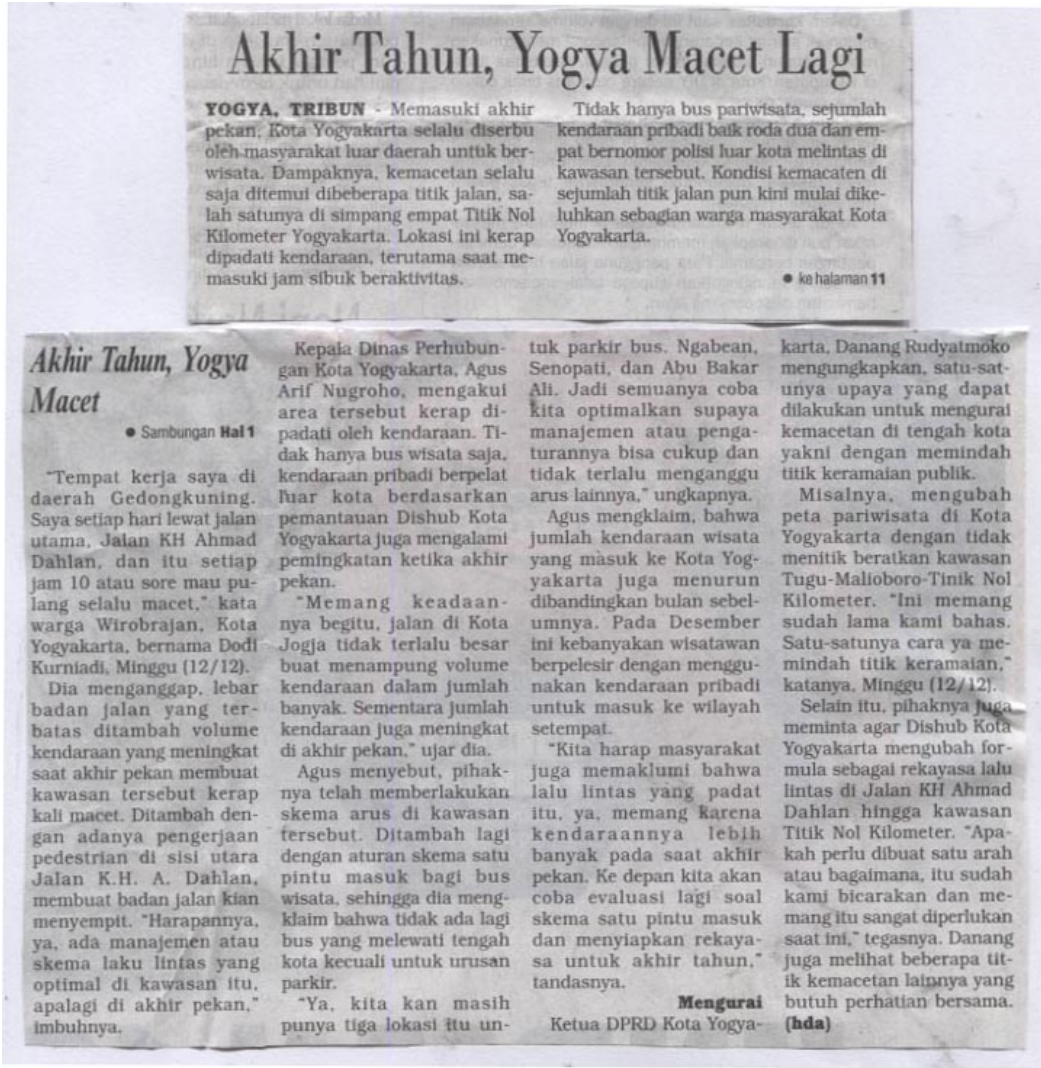 Akhir Tahun, Yogya Macet Lagi
YOGYA, TRIBUN - Memasuki akhir
pekan, Kota Yogyakarta selalu diserbu
oleh masyarakat luar daerah untuk ber-
wisata. Dampaknya, kemacetan selalu
saja ditemui dibeberapa titik jalan, sa-
lah satunya di simpang empat Titik Nol
Kilometer Yogyakarta. Lokasi ini kerap
dipadati kendaraan, terutama saat me-
masuki jam sibuk beraktivitas.
Tidak hanya bus pariwisata, sejumlah
kendaraan pribadi baik roda dua dan em-
pat bernomor polisi luar kota melintas di
kawasan tersebut. Kondisi kemacaten di
sejumlah titik jalan pun kini mulai dike-
luhkan sebagian warga masyarakat Kota
Yogyakarta.
● ke halaman 11
Akhir Tahun, Yogya
Macet
● Sambungan Hal 1
"Tempat kerja saya di
daerah Gedongkuning.
Saya setiap hari lewat jalan
utama, Jalan KH Ahmad
Dahlan, dan itu setiap
jam 10 atau sore mau pu-
lang selalu macet," kata
warga Wirobrajan, Kota
Yogyakarta, bernama Dodi
Kurniadi, Minggu (12/12).
Dia menganggap, lebar
badan jalan yang ter-
batas ditambah volume
kendaraan yang meningkat
saat akhir pekan membuat
kawasan tersebut kerap
kali macet. Ditambah den-
gan adanya pengerjaan
pedestrian di sisi utara
Jalan K.H. A. Dahlan,
membuat badan jalan kian
menyempit. "Harapannya,
ya, ada manajemen atau
skema laku lintas yang
optimal di kawasan itu,
apalagi di akhir pekan,"
imbuhnya.
Kepala Dinas Perhubun-
gan Kota Yogyakarta, Agus
Arif Nugroho, mengakui
area tersebut kerap di-
padati oleh kendaraan. Ti-
dak hanya bus wisata saja,
kendaraan pribadi berpelat
luar kota berdasarkan
pemantauan Dishub Kota
Yogyakarta juga mengalami
pemingkatan ketika akhir
pekan.
"Memang keadaan-
nya begitu, jalan di Kota
Jogja tidak terlalu besar
buat menampung volume
kendaraan dalam jumlah
banyak. Sementara jumlah
kendaraan juga meningkat
di akhir pekan," ujar dia.
Agus menyebut, pihak-
nya telah memberlakukan
skema arus di kawasan
tersebut. Ditambah lagi
dengan aturan skema satu
pintu masuk bagi bus
wisata, sehingga dia meng-
klaim bahwa tidak ada lagi
bus yang melewati tengah
kota kecuali untuk urusan
parkir.
"Ya, kita kan masih
punya tiga lokasi itu un-
tuk parkir bus. Ngabean,
Senopati, dan Abu Bakar
Ali. Jadi semuanya coba
kita optimalkan supaya
manajemen atau penga-
turannya bisa cukup dan
tidak terlalu menganggu
arus lainnya," ungkapnya.
Agus mengklaim, bahwa
jumlah kendaraan wisata
yang masuk ke Kota Yog-
yakarta juga menurun
dibandingkan bulan sebel-
umnya. Pada Desember
ini kebanyakan wisatawan
berpelesir dengan menggu-
nakan kendaraan pribadi
untuk masuk ke wilayah
setempat.
"Kita harap masyarakat
juga memaklumi bahwa
lalu lintas yang padat
itu, ya, memang karena
kendaraannya lebih
banyak pada saat akhir
pekan. Ke depan kita akan
coba evaluasi lagi soal
skema satu pintu masuk
dan menyiapkan rekaya-
sa untuk akhir tahun,"
tandasnya.
Mengurai
Ketua DPRD Kota Yogya-
karta, Danang Rudyatmoko
mengungkapkan, satu-sat-
unya upaya yang dapat
dilakukan untuk mengurai
kemacetan di tengah kota
yakni dengan memindah
titik keramaian publik.
Misalnya, mengubah
peta pariwisata di Kota
Yogyakarta dengan tidak
menitik beratkan kawasan
Tugu-Malioboro-Tinik Nol
Kilometer. "Ini memang
sudah lama kami bahas.
Satu-satunya cara ya me-
mindah titik keramaian,"
katanya, Minggu (12/12).
Selain itu, pihaknya juga
meminta agar Dishub Kota
Yogyakarta mengubah for-
mula sebagai rekayasa lalu
lintas di Jalan KH Ahmad
Dahlan hingga kawasan
Titik Nol Kilometer. "Apa-
kah perlu dibuat satu arah
atau bagaimana, itu sudah
kami bicarakan dan me-
mang itu sangat diperlukan
saat ini," tegasnya. Danang
juga melihat beberapa tit-
ik kemacetan lainnya yang
butuh perhatian bersama.
(hda)